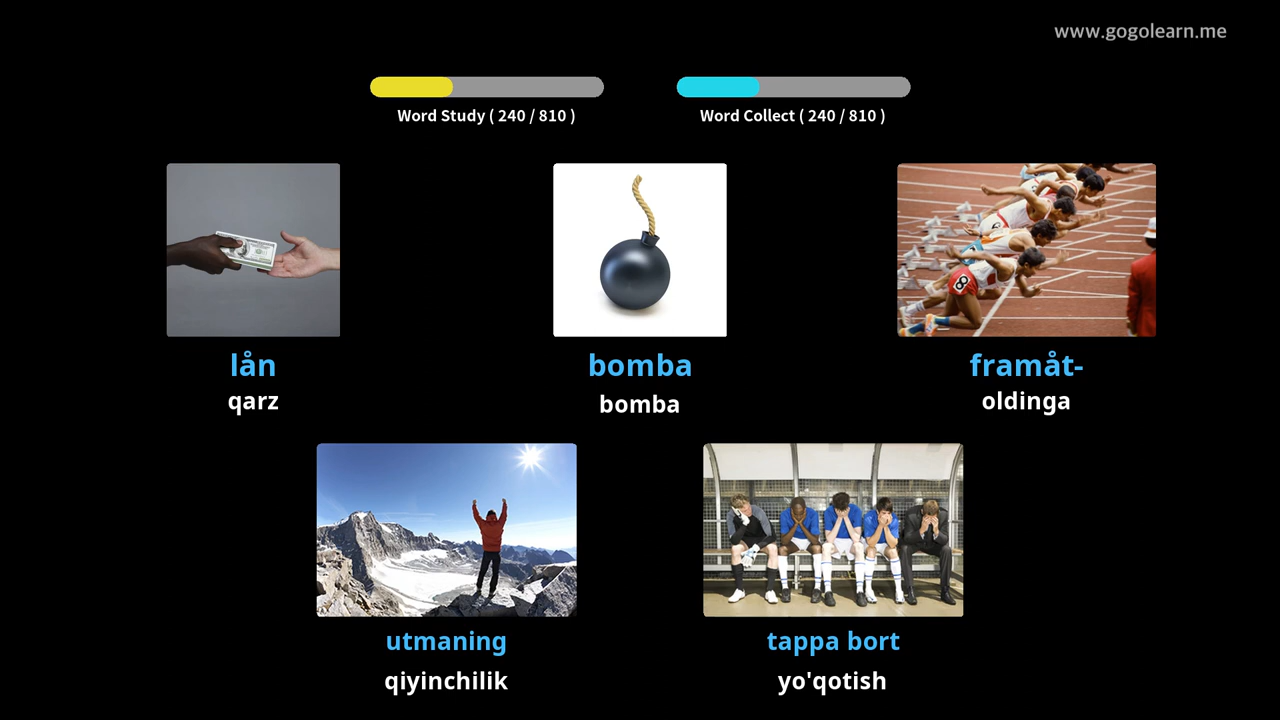 www.gogolearn.me
Word Study ( 240 / 810 )
Word Collect ( 240 / 810 )
lån
qarz
bomba
bomba
framåt-
oldinga
utmaning
qiyinchilik
tappa bort
yo'qotish